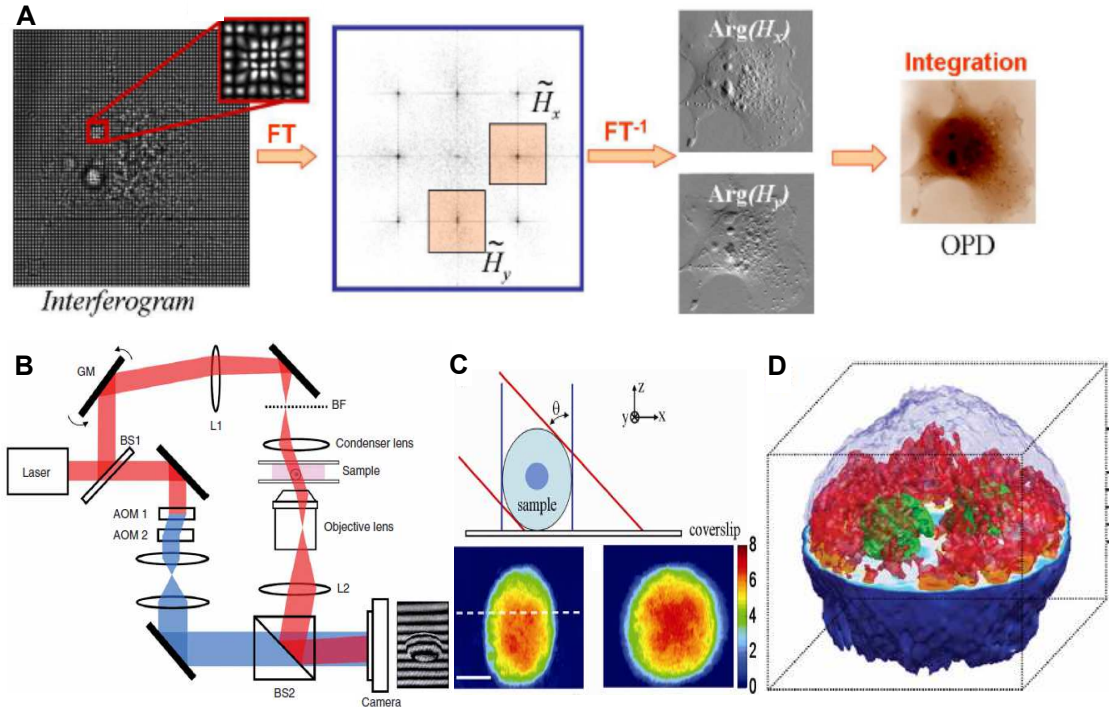 A
Interferogram
FT
H̃x
H̃y
FT-1
Arg(Hx)
Arg(Hy)
Integration
OPD
B
GM
L1
BF
BS1
Condenser lens
Laser
Sample
AOM 1
Objective lens
AOM 2
L2
BS2
Camera
C
θ
z
y
x
sample
coverslip
8
6
4
2
0
D